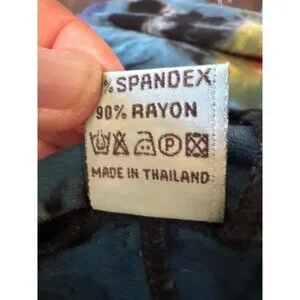 % SPANDEX
90% RAYON
P
MADE IN THAILAND